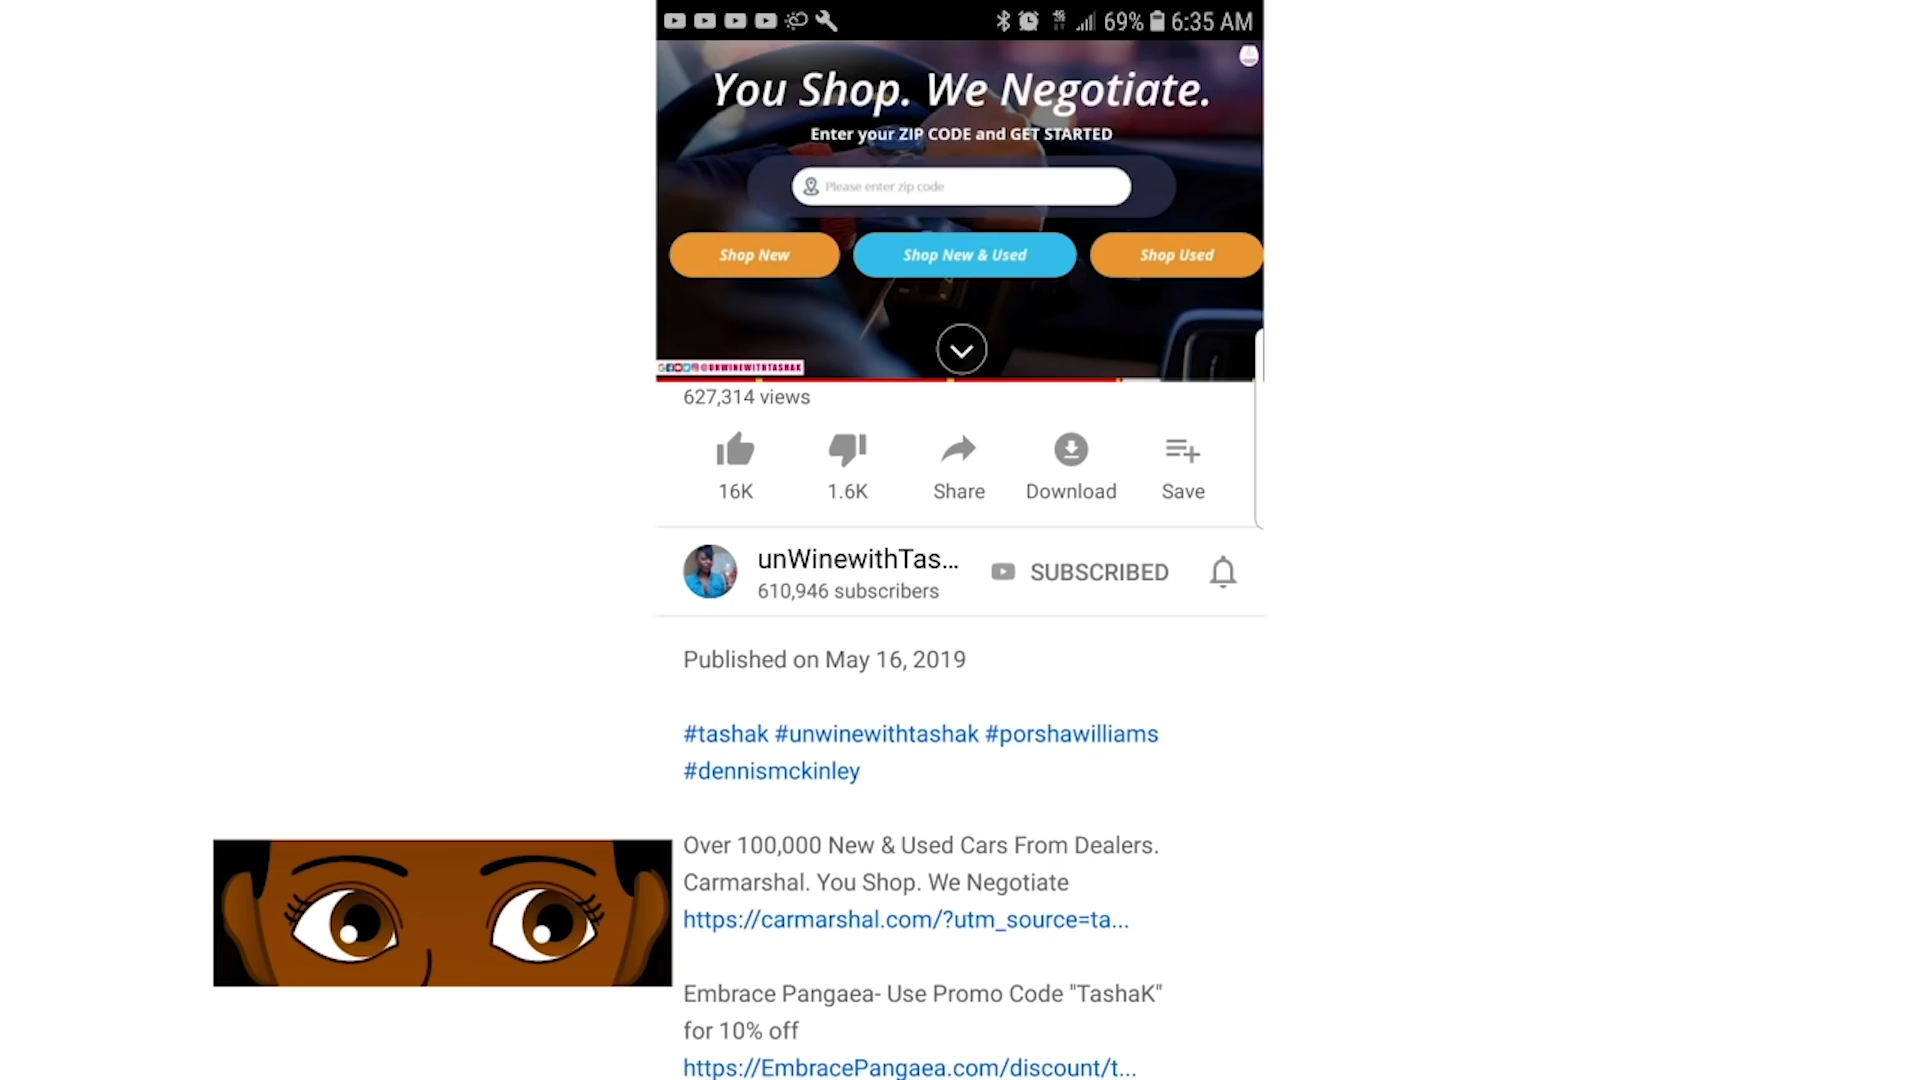 69% 6:35 AM
You Shop. We Negotiate.
Enter your ZIP CODE and GET STARTED
Please enter zip code
Shop New
Shop New & Used
Shop Used
@UNWINEWITHTASHAK
627,314 views
16K
1.6K
Share
Download
Save
unWinewithTas...
610,946 subscribers
SUBSCRIBED
Published on May 16, 2019
#tashak #unwinewithtashak #porshawilliams
#dennismckinley
Over 100,000 New & Used Cars From Dealers.
Carmarshal. You Shop. We Negotiate
https://carmarshal.com/?utm_source=ta...
Embrace Pangaea- Use Promo Code "TashaK"
for 10% off
https://EmbracePangaea.com/discount/t...